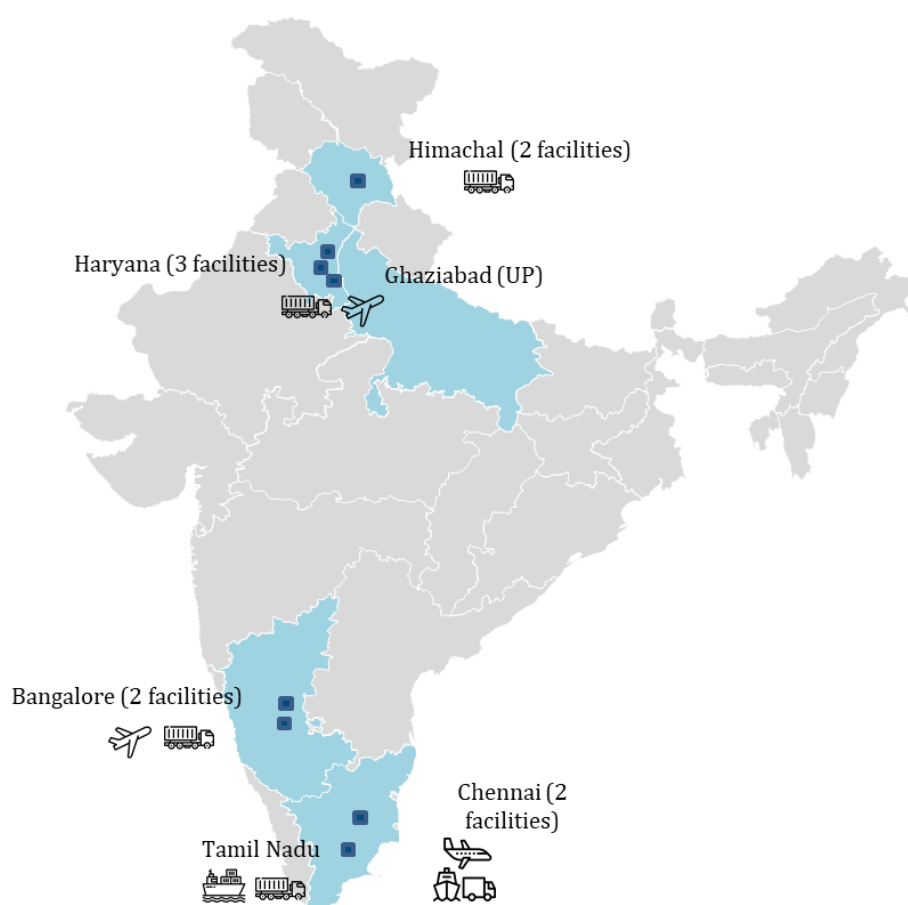 Himachal (2 facilities)
Haryana (3 facilities)
Ghaziabad (UP)
Bangalore (2 facilities)
Chennai (2
facilities)
Tamil Nadu